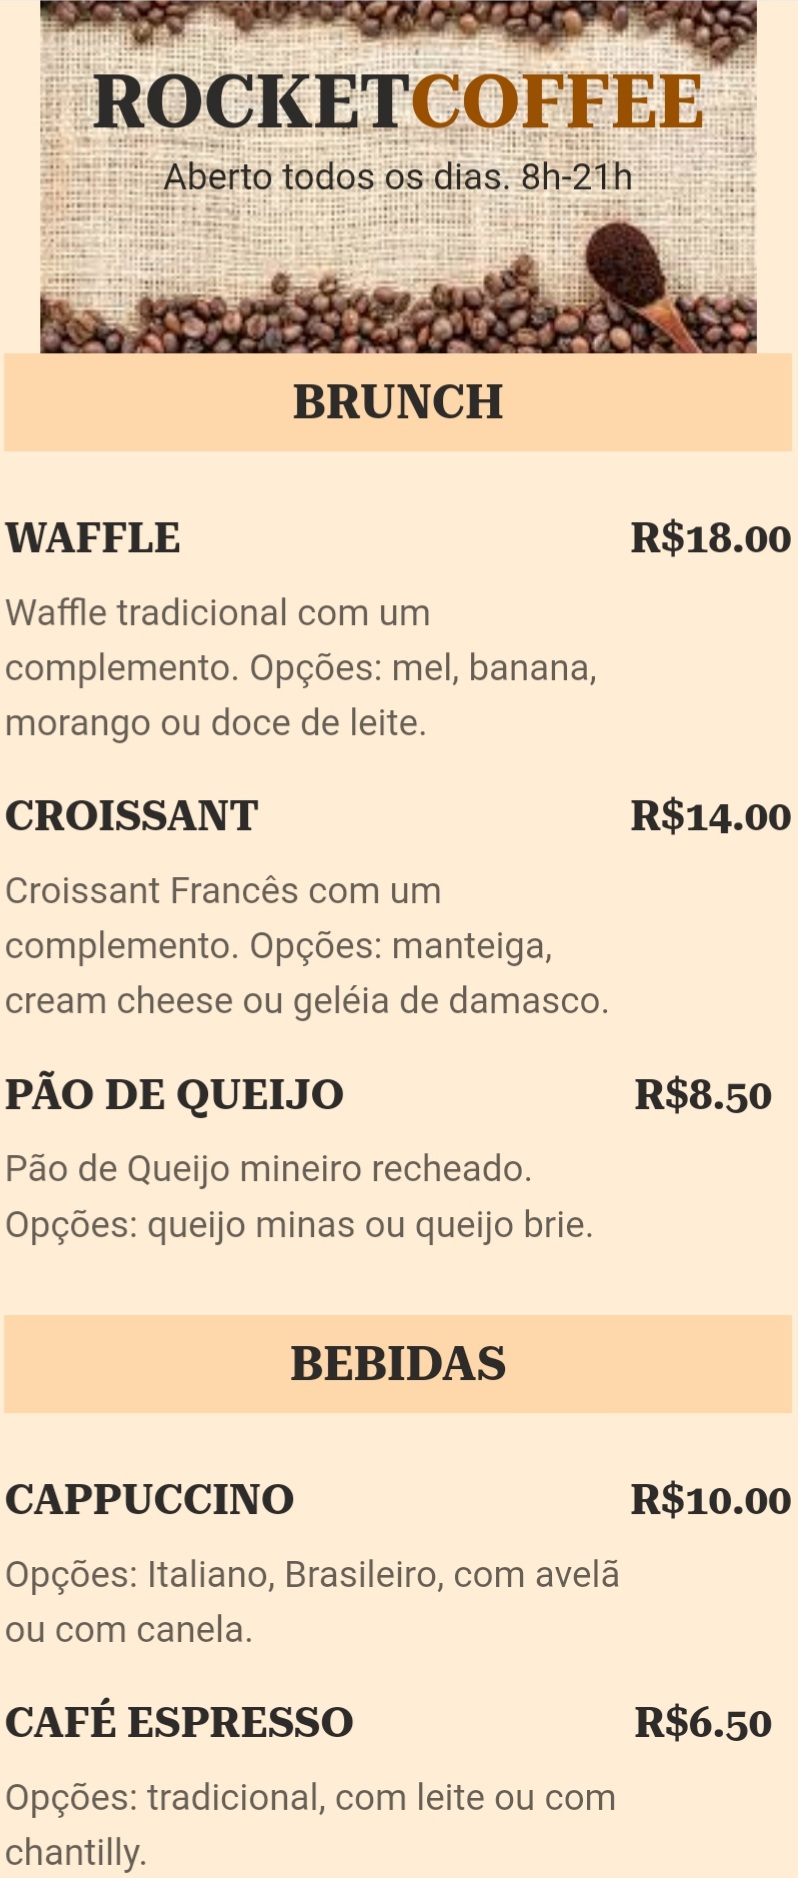 ROCKETCOFFEE
Aberto todos os dias. 8h-21h
BRUNCH
WAFFLE R$18.00
Waffle tradicional com um
complemento. Opções: mel, banana,
morango ou doce de leite.
CROISSANT R$14.00
Croissant Francês com um
complemento. Opções: manteiga,
cream cheese ou geléia de damasco.
PÃO DE QUEIJO R$8.50
Pão de Queijo mineiro recheado.
Opções: queijo minas ou queijo brie.
BEBIDAS
CAPPUCCINO R$10.00
Opções: Italiano, Brasileiro, com avelã
ou com canela.
CAFÉ ESPRESSO R$6.50
Opções: tradicional, com leite ou com
chantilly.